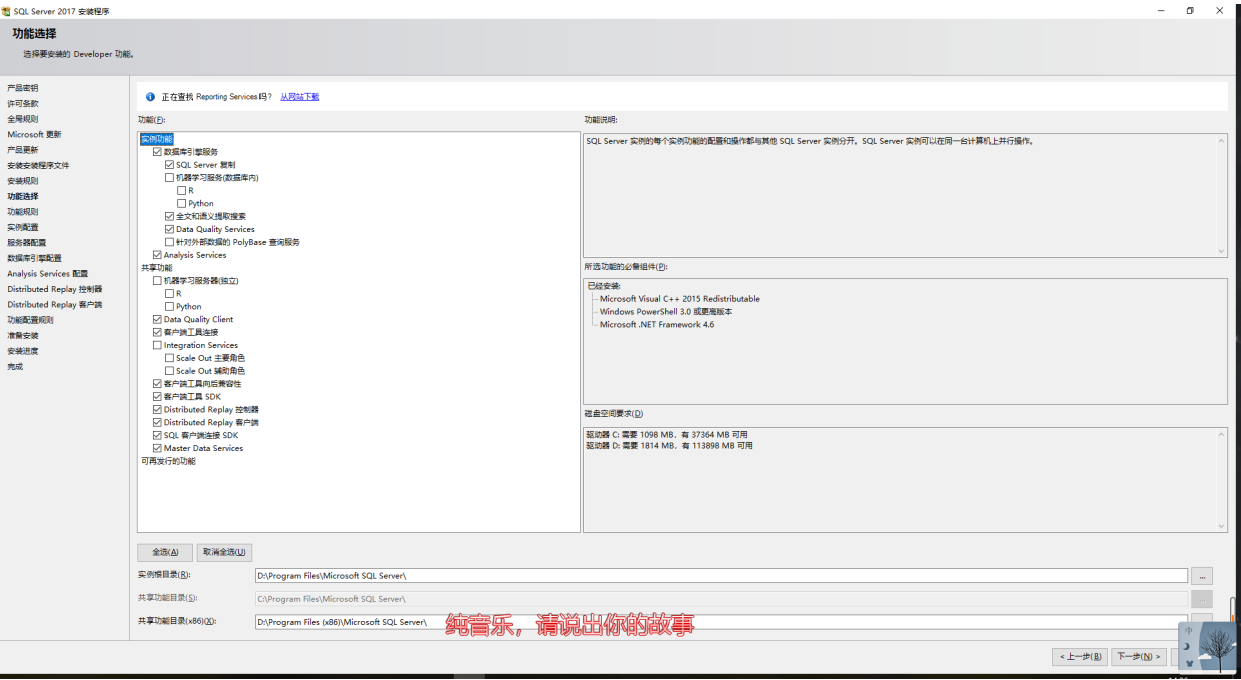 SQL Server 2017 安装程序
功能选择
选择要安装的 Developer 功能。
产品密钥
许可条款
全局规则
Microsoft 更新
产品更新
安装安装程序文件
安装规则
功能选择
功能规则
实例配置
服务器配置
数据库引擎配置
Analysis Services 配置
Distributed Replay 控制器
Distributed Replay 客户端
功能配置规则
准备安装
安装进度
完成
正在查找 Reporting Services 吗? 从网站下载
功能(F):
实例功能
数据库引擎服务
SQL Server 复制
机器学习服务(数据库内)
R
Python
全文和语义提取搜索
Data Quality Services
针对外部数据的 PolyBase 查询服务
Analysis Services
共享功能
机器学习服务器(独立)
R
Python
Data Quality Client
客户端工具连接
Integration Services
Scale Out 主要角色
Scale Out 辅助角色
客户端工具向后兼容性
客户端工具 SDK
Distributed Replay 控制器
Distributed Replay 客户端
SQL 客户端连接 SDK
Master Data Services
可再发行的功能
功能说明:
SQL Server 实例的每个实例功能的配置和操作都与其他 SQL Server 实例分开。SQL Server 实例可以在同一台计算机上并行操作。
所选功能的必备组件(P):
已经安装:
Microsoft Visual C++ 2015 Redistributable
Windows PowerShell 3.0 或更高版本
Microsoft .NET Framework 4.6
磁盘空间要求(D)
驱动器 C: 需要 1098 MB，有 37364 MB 可用
驱动器 D: 需要 1814 MB，有 113898 MB 可用
全选(A)
取消全选(U)
实例根目录(R):
D:\Program Files\Microsoft SQL Server\
...
共享功能目录(S):
C:\Program Files\Microsoft SQL Server\
...
共享功能目录(x86)(X):
D:\Program Files (x86)\Microsoft SQL Server\
纯音乐，请说出你的故事
中
< 上一步(B)
下一步(N) >